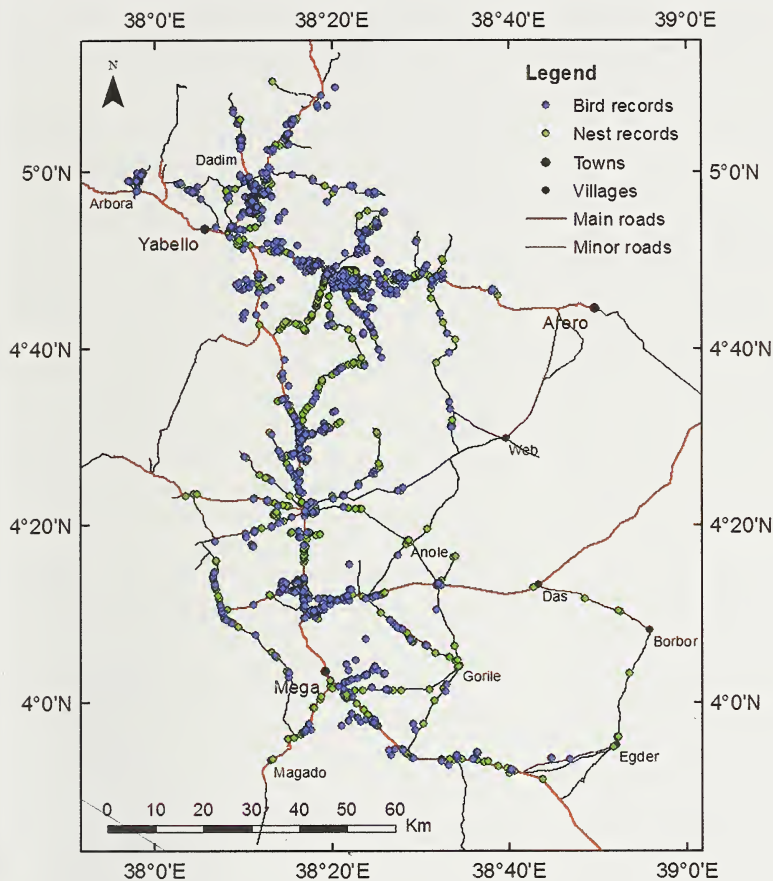 38°0'E 38°20'E 38°40'E 39°0'E
N
Legend
Bird records
Nest records
Towns
Villages
Main roads
Minor roads
5°0'N 5°0'N
Dadim
Arbora
Yabello
Arero
4°40'N 4°40'N
Web
4°20'N 4°20'N
Anole
Das
Borbor
Gorile
Mega
4°0'N 4°0'N
Egder
Magado
0 10 20 30 40 50 60
Km
38°0'E 38°20'E 38°40'E 39°0'E